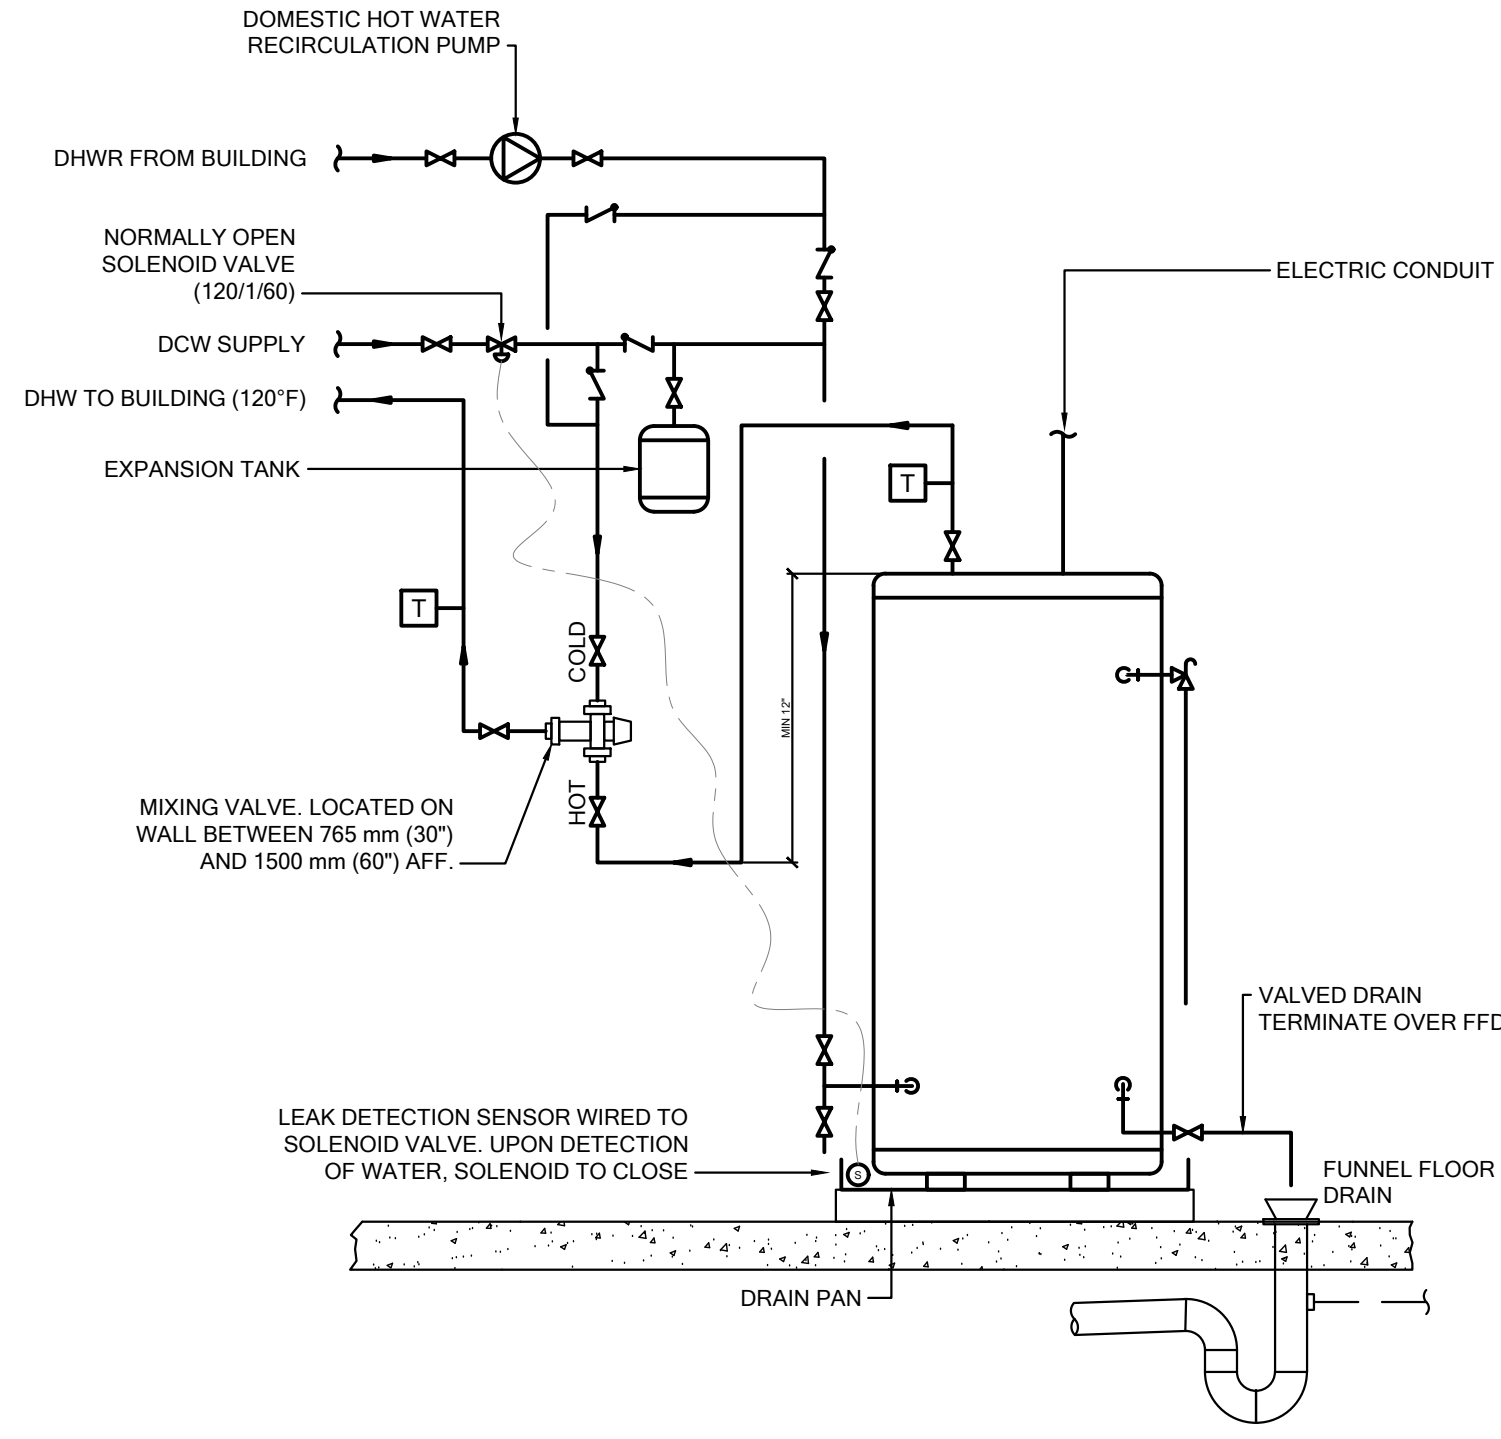 DOMESTIC HOT WATER
RECIRCULATION PUMP
DHWR FROM BUILDING
NORMALLY OPEN
SOLENOID VALVE
(120/1/60)
ELECTRIC CONDUIT
DCW SUPPLY
DHW TO BUILDING (120°F)
EXPANSION TANK
T
T
COLD
MIN 12"
HOT
MIXING VALVE. LOCATED ON
WALL BETWEEN 765 mm (30")
AND 1500 mm (60") AFF.
VALVED DRAIN
TERMINATE OVER FFD
LEAK DETECTION SENSOR WIRED TO
SOLENOID VALVE. UPON DETECTION
OF WATER, SOLENOID TO CLOSE
S
FUNNEL FLOOR
DRAIN
DRAIN PAN